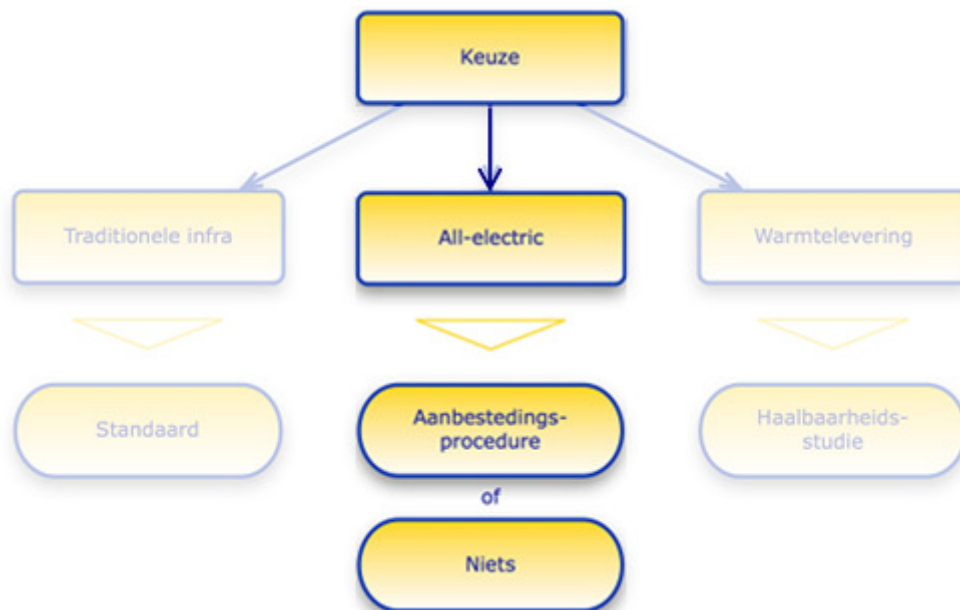 Keuze
Traditionele infra
All-electric
Warmtelevering
Standaard
Aanbestedings-
procedure
Haalbaarheids-
studie
of
Niets